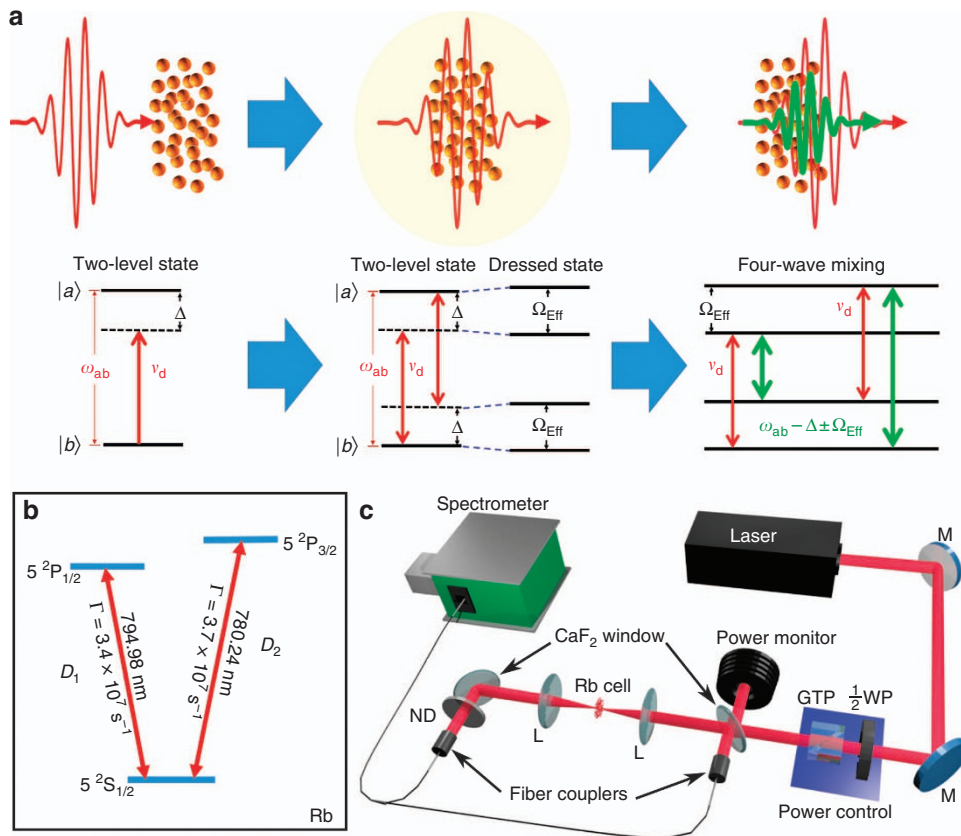 a
Two-level state
Two-level state Dressed state
Four-wave mixing
|a⟩
Δ
ω_ab
ν_d
|b⟩
|a⟩
Δ
Ω_Eff
ω_ab
ν_d
Δ
Ω_Eff
|b⟩
Ω_Eff
ν_d
ν_d
ω_ab – Δ ± Ω_Eff
b
5 ²P_3/2
5 ²P_1/2
794.98 nm
Γ = 3.4 × 10⁷ s⁻¹
780.24 nm
Γ = 3.7 × 10⁷ s⁻¹
D₁
D₂
5 ²S_1/2
Rb
c
Spectrometer
Laser
M
CaF₂ window
Power monitor
Rb cell
GTP
½WP
ND
L
L
Fiber couplers
Power control
M